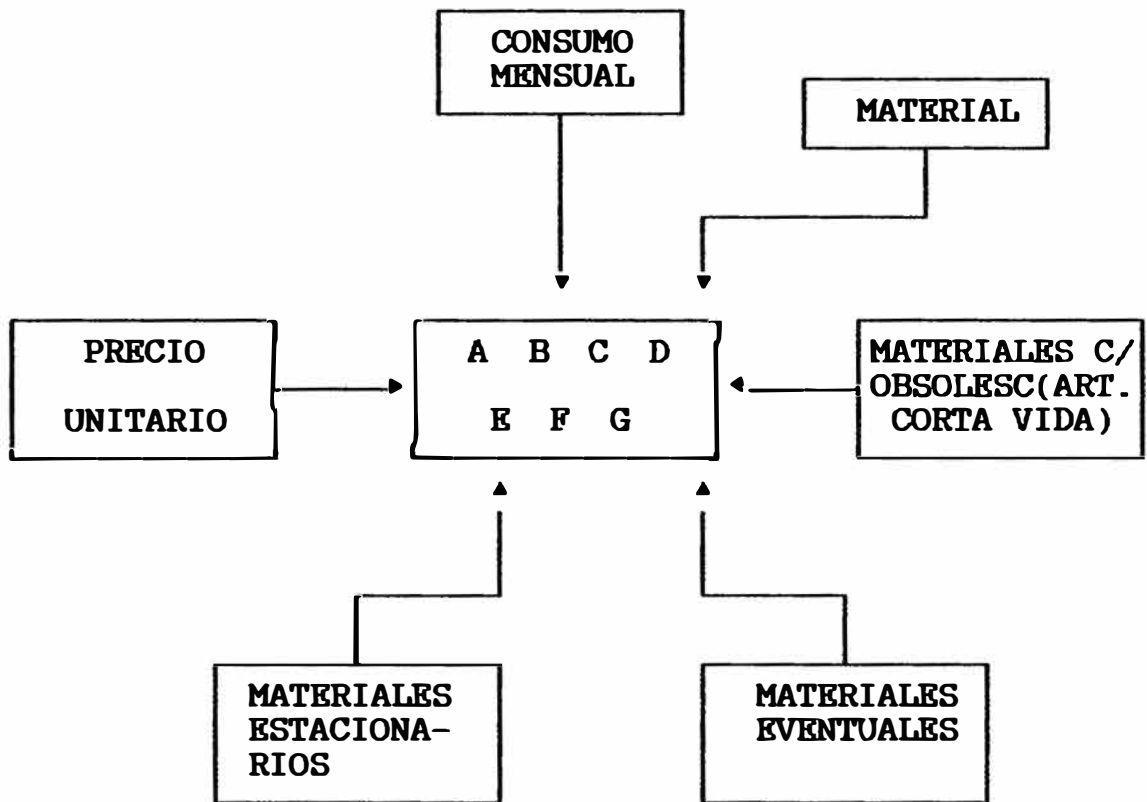 CONSUMO
MENSUAL
MATERIAL
PRECIO
UNITARIO
A B C D
E F G
MATERIALES C/
OBSOLESC(ART.
CORTA VIDA)
MATERIALES
ESTACIONA-
RIOS
MATERIALES
EVENTUALES